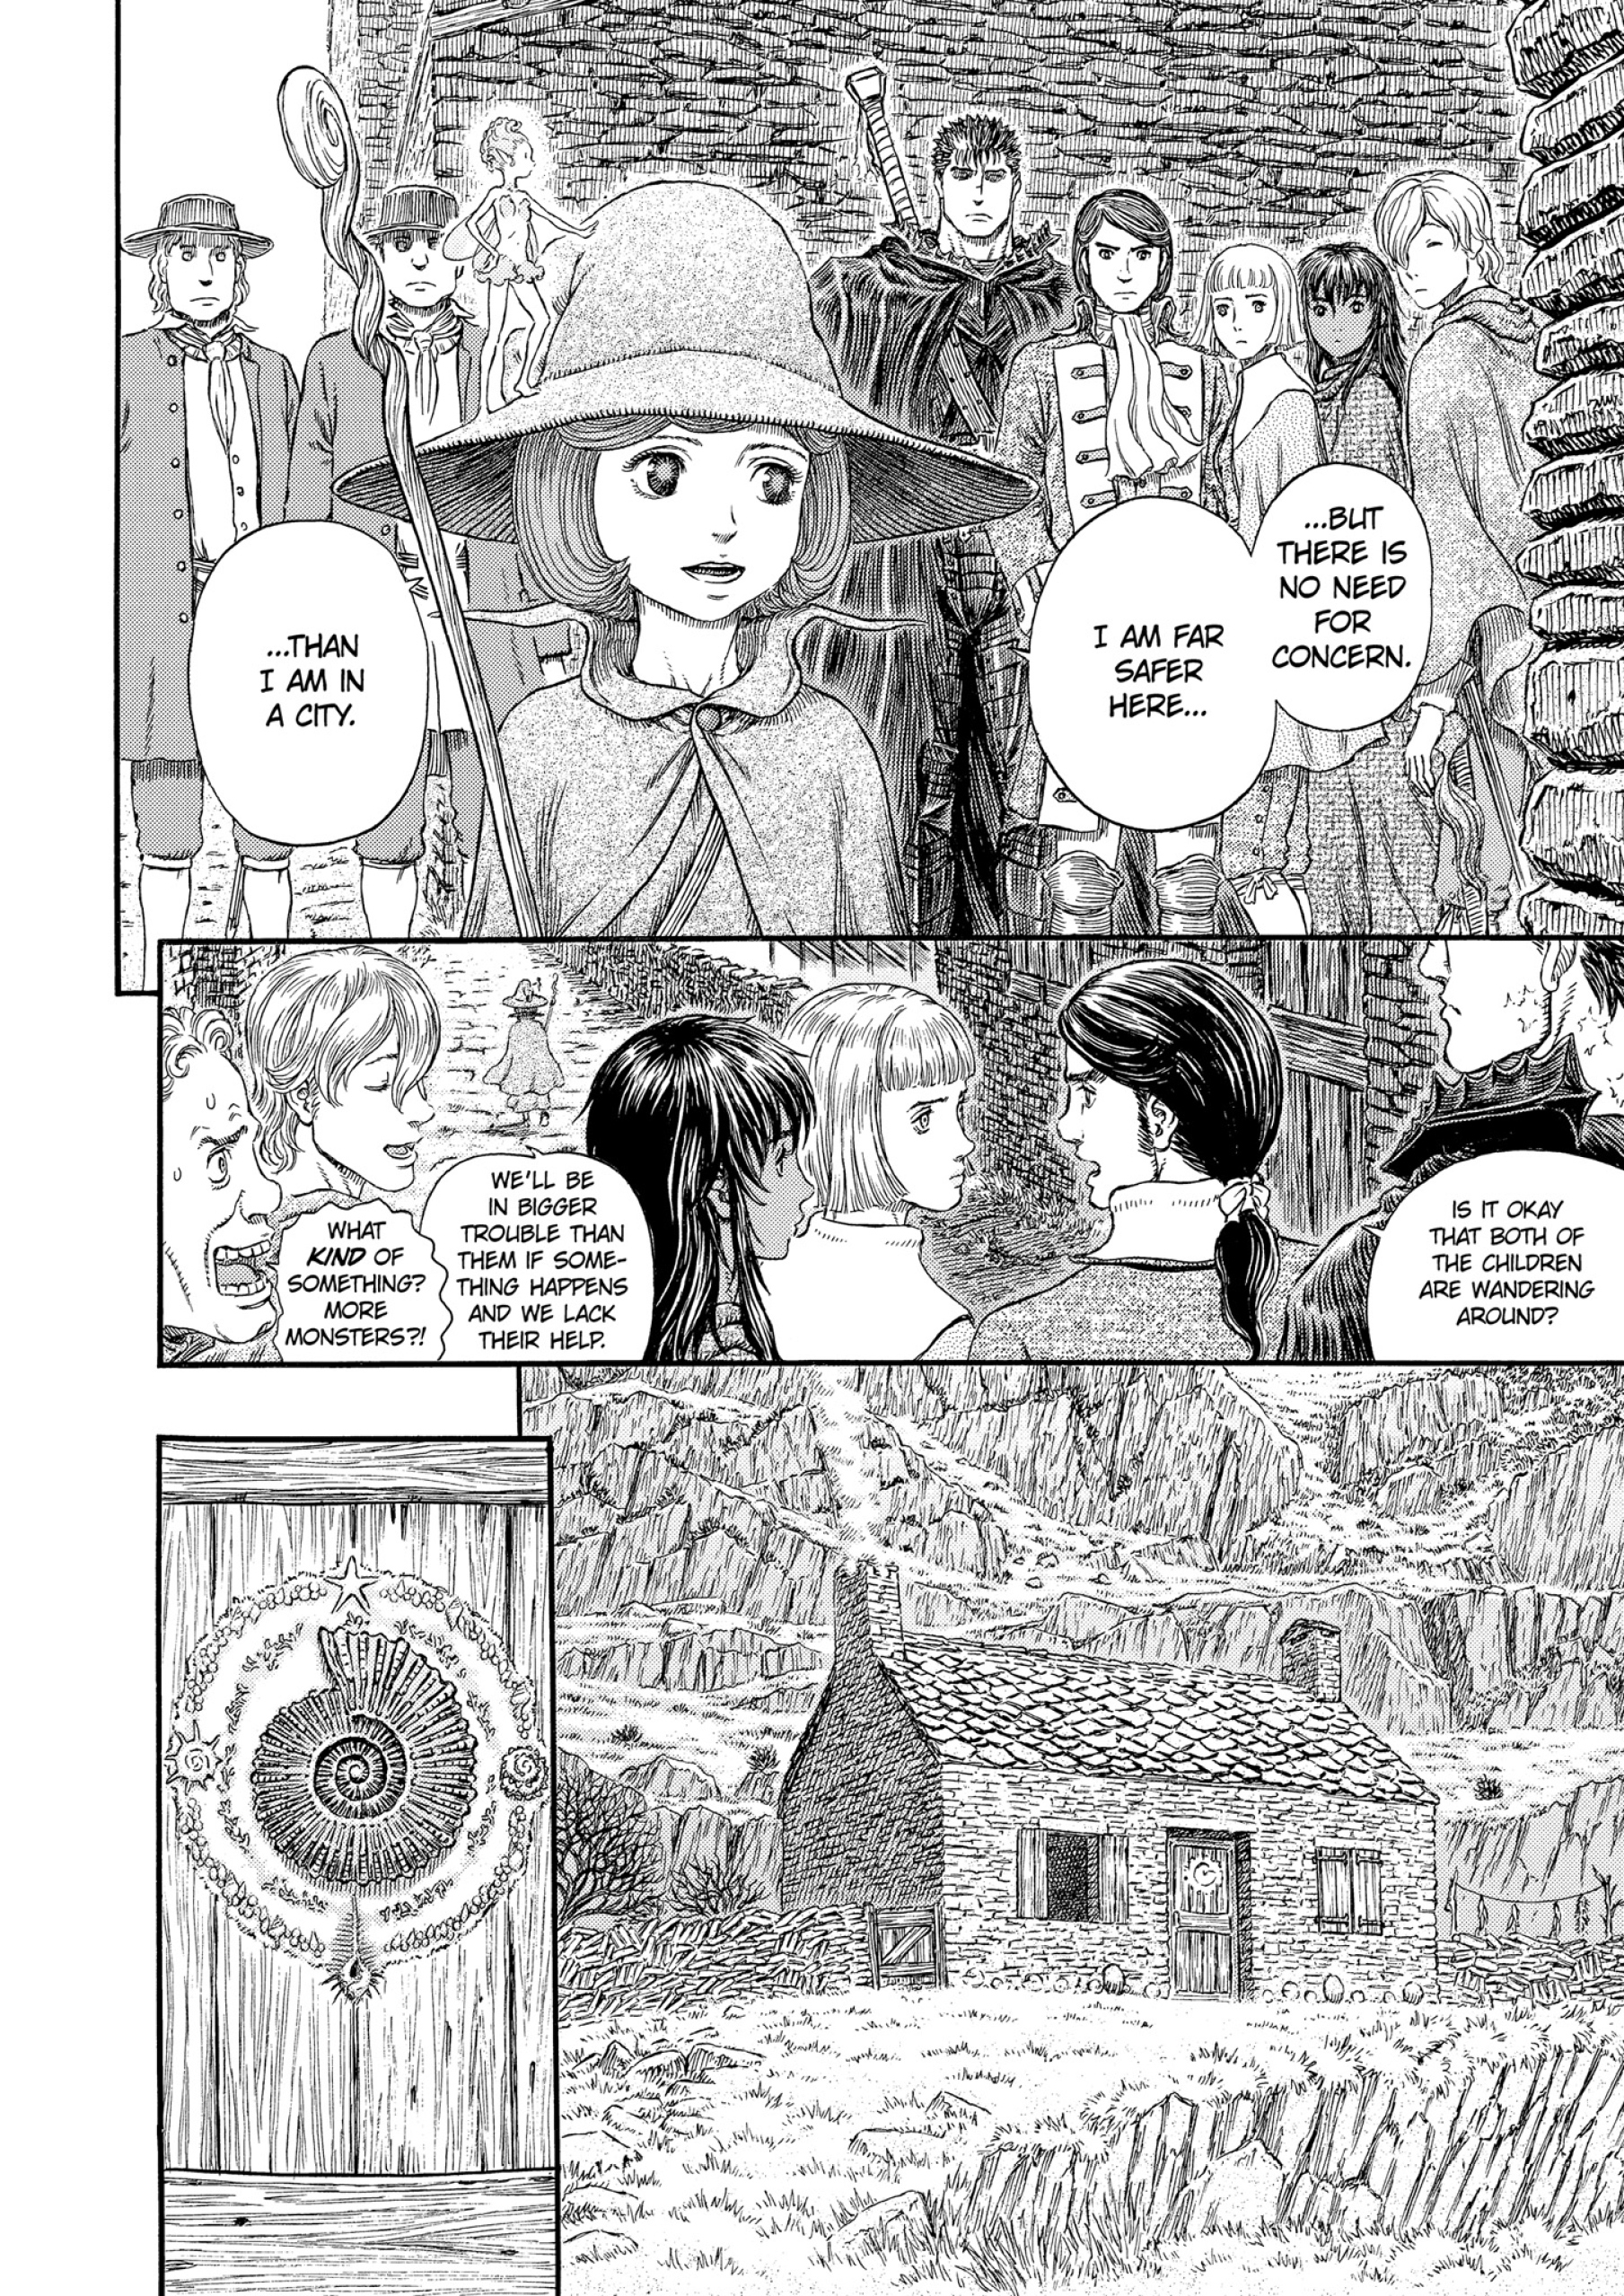 ...BUT
THERE IS
NO NEED
FOR
CONCERN.
I AM FAR
SAFER
HERE...
...THAN
I AM IN
A CITY.
IS IT OKAY
THAT BOTH OF
THE CHILDREN
ARE WANDERING
AROUND?
WE'LL BE
IN BIGGER
TROUBLE THAN
THEM IF SOME-
THING HAPPENS
AND WE LACK
THEIR HELP.
WHAT
KIND OF
SOMETHING?
MORE
MONSTERS?!